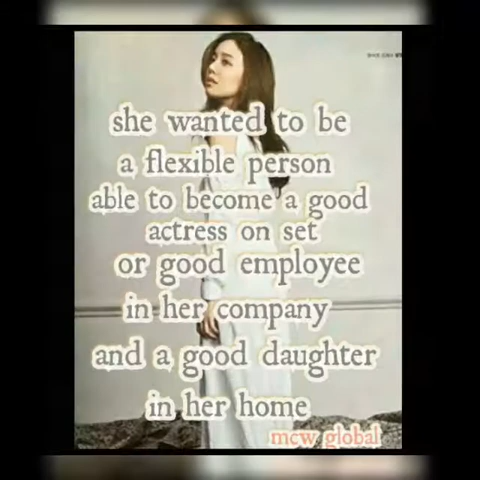 she wanted to be
a flexible person
able to become a good
actress on set
or good employee
in her company
and a good daughter
in her home
mcw global